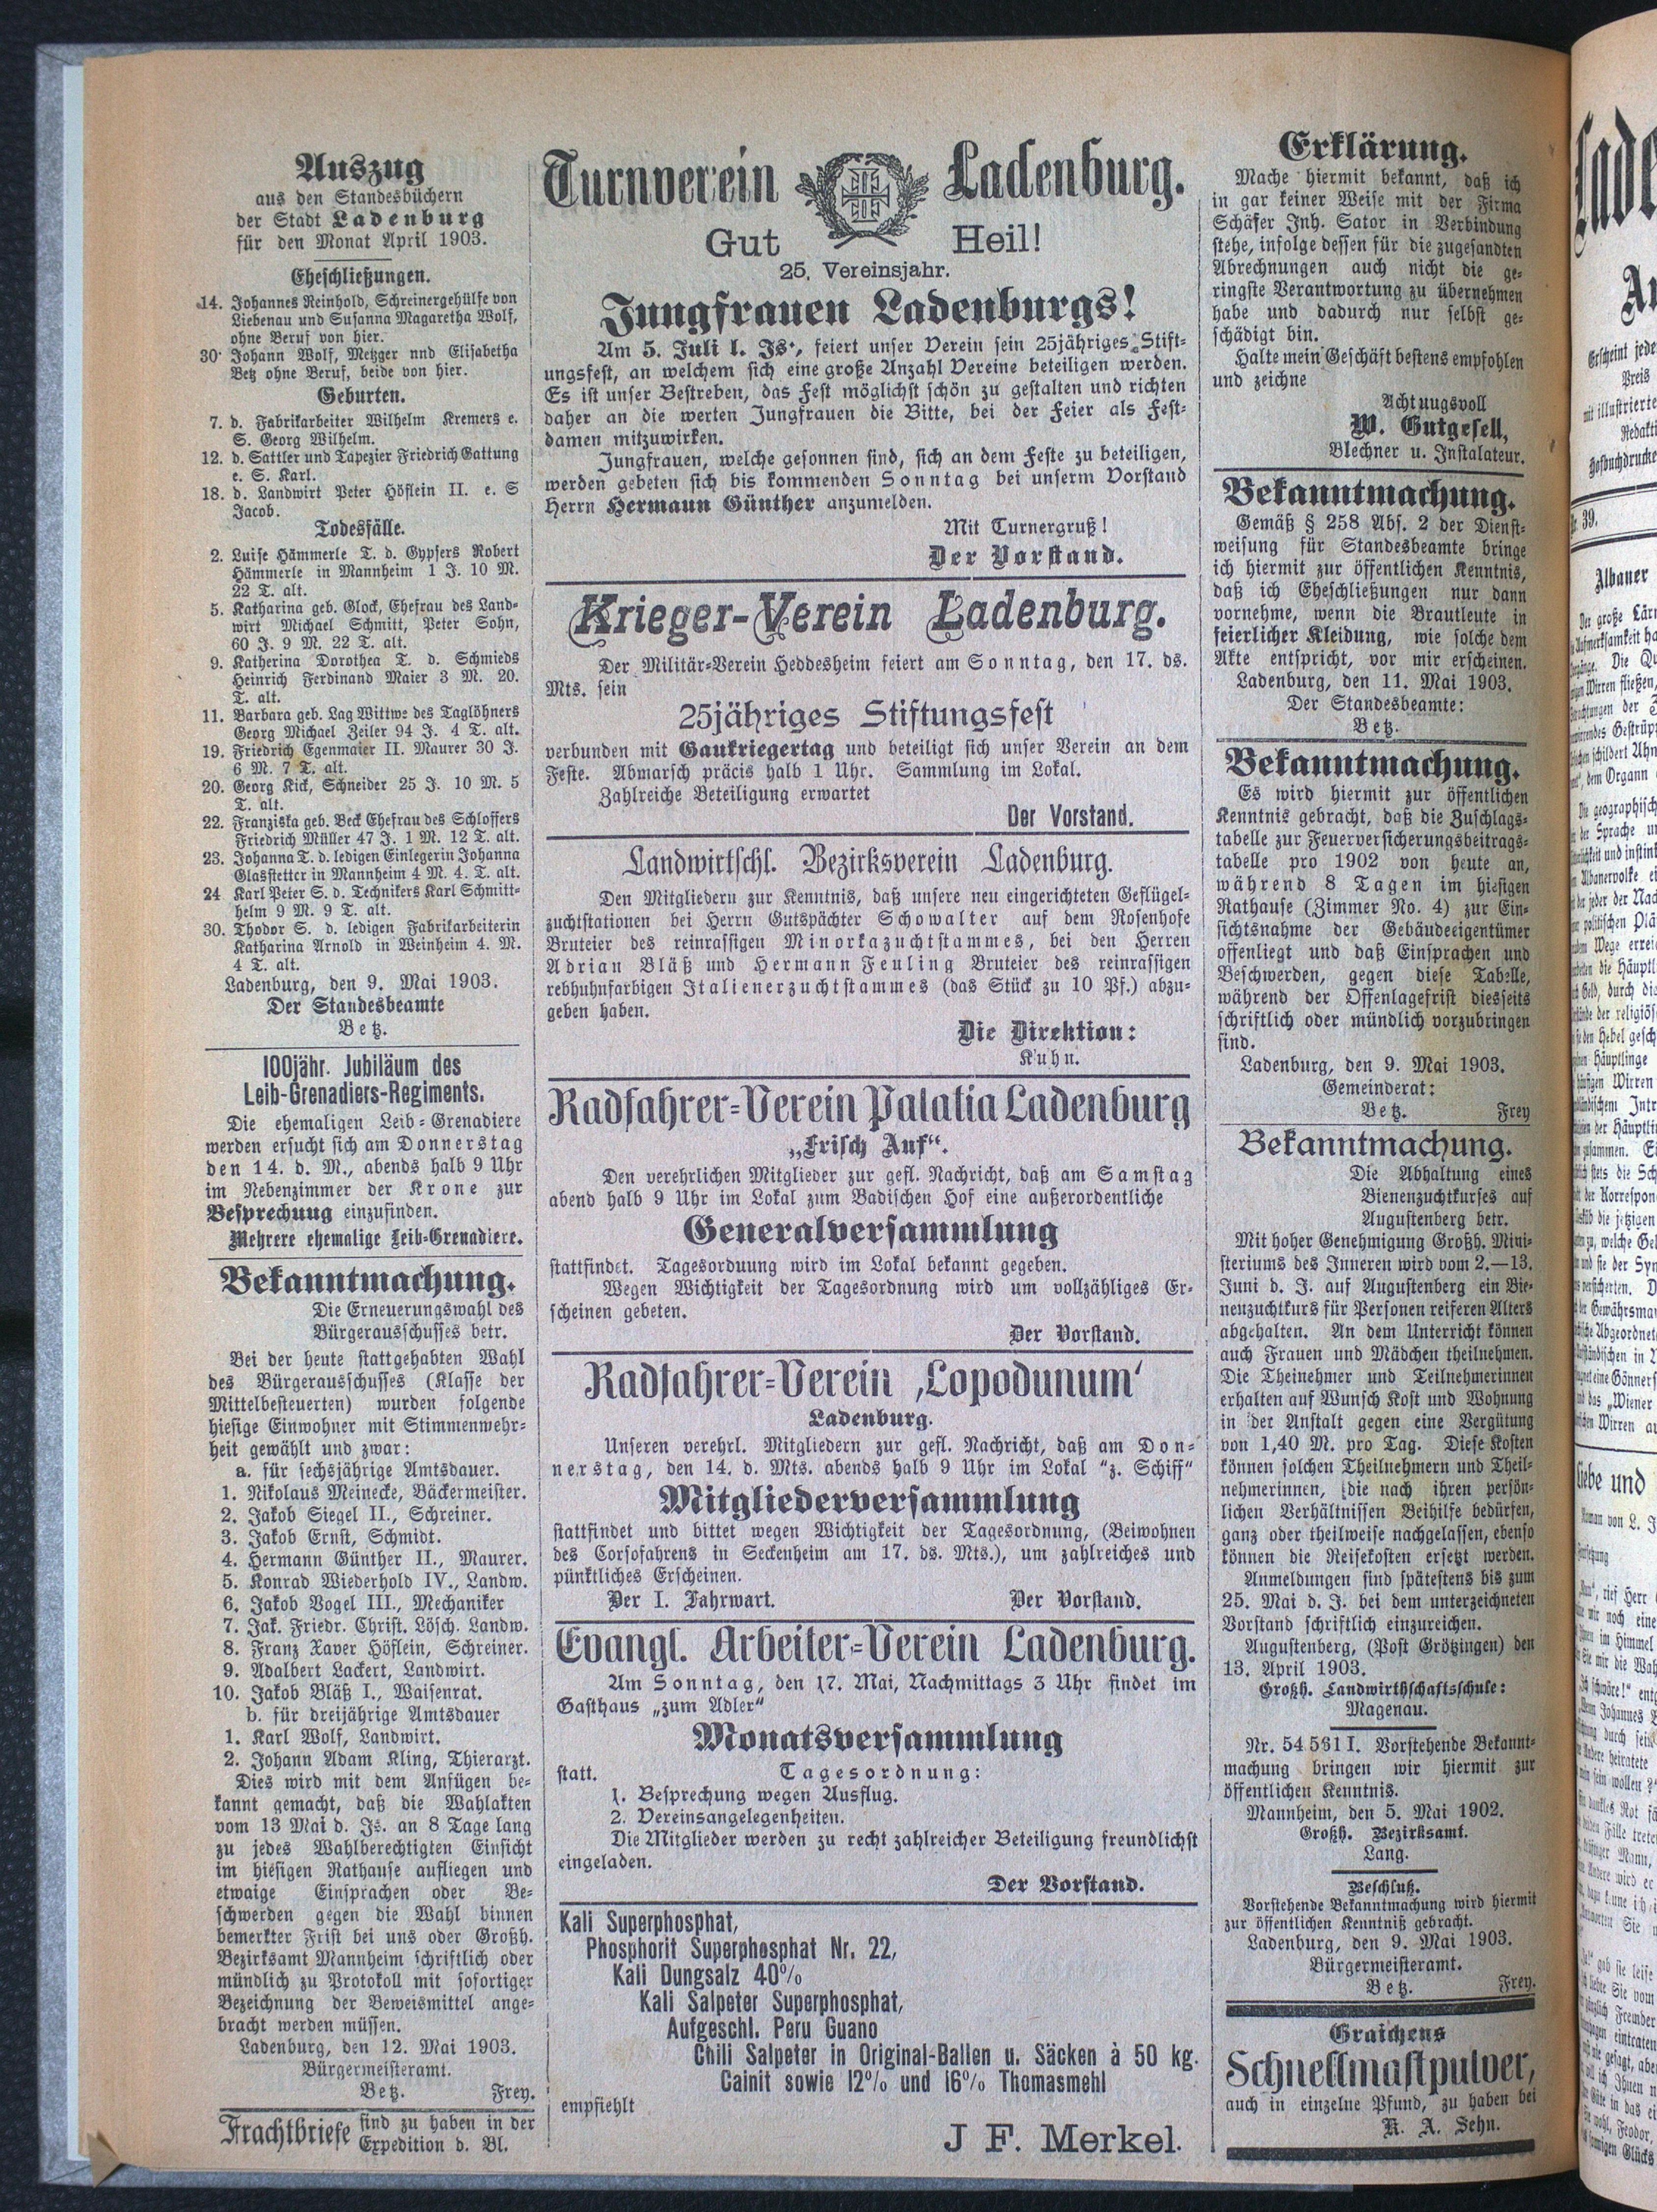 Auszug
aus den Standesbüchern
der Stadt Ladenburg
für den Monat April 1903.
Eheschließungen.
14. Johannes Reinhold, Schreinergehülfe von
Liebenau und Susanna Magaretha Wolf,
ohne Beruf von hier.
30. Johann Wolf, Metzger nnd Elisabetha
Betz ohne Beruf, beide von hier.
Geburten.
7. d. Fabrikarbeiter Wilhelm Kremers e.
S. Georg Wilhelm.
12. d. Sattler und Tapezier Friedrich Gattung
e. S. Karl.
18. d. Landwirt Peter Höflein II. e. S
Jacob.
Todesfälle.
2. Luise Hämmerle T. d. Gypsers Robert
Hämmerle in Mannheim 1 J. 10 M.
22 T. alt.
5. Katharina geb. Glock, Ehefrau des Land-
wirt Michael Schmitt, Peter Sohn,
60 J. 9 M. 22 T. alt.
9. Katherina Dorothea T. d. Schmieds
Heinrich Ferdinand Maier 3 M. 20.
T. alt.
11. Barbara geb. Lag Wittwe des Taglöhners
Georg Michael Zeiler 94 J. 4 T. alt.
19. Friedrich Egenmaier II. Maurer 30 J.
6 M. 7 T. alt.
20. Georg Kick, Schneider 25 J. 10 M. 5
T. alt.
22. Franziska geb. Beck Ehefrau des Schlossers
Friedrich Müller 47 J. 1 M. 12 T. alt.
23. Johanna T. d. ledigen Einlegerin Johanna
Glasstetter in Mannheim 4 M. 4. T. alt.
24 Karl Peter S. d. Technikers Karl Schmitt-
helm 9 M. 9 T. alt.
30. Thodor S. d. ledigen Fabrikarbeiterin
Katharina Arnold in Weinheim 4. M.
4 T. alt.
Ladenburg, den 9. Mai 1903.
Der Standesbeamte
Betz.
100jähr. Jubiläum des
Leib-Grenadiers-Regiments.
Die ehemaligen Leib-Grenadiere
werden ersucht sich am Donnerstag
den 14. d. M., abends halb 9 Uhr
im Nebenzimmer der Krone zur
Besprechung einzufinden.
Mehrere ehemalige Leib-Grenadiere.
Bekanntmachung.
Die Erneuerungswahl des
Bürgerausschusses betr.
Bei der heute stattgehabten Wahl
des Bürgerausschusses (Klasse der
Mittelbesteuerten) wurden folgende
hiesige Einwohner mit Stimmenwehr-
heit gewählt und zwar:
a. für sechsjährige Amtsdauer.
1. Nikolaus Meinecke, Bäckermeister.
2. Jakob Siegel II., Schreiner.
3. Jakob Ernst, Schmidt.
4. Hermann Günther II., Maurer.
5. Konrad Wiederhold IV., Landw.
6. Jakob Vogel III., Mechaniker
7. Jak. Friedr. Christ. Lösch. Landw.
8. Franz Xaver Höflein, Schreiner.
9. Adalbert Lackert, Landwirt.
10. Jakob Bläß I., Waisenrat.
b. für dreijährige Amtsdauer
1. Karl Wolf, Landwirt.
2. Johann Adam Kling, Thierarzt.
Dies wird mit dem Anfügen be-
kannt gemacht, daß die Wahlakten
vom 13 Mai d. Js. an 8 Tage lang
zu jedes Wahlberechtigten Einsicht
im hiesigen Rathause aufliegen und
etwaige Einsprachen oder Be-
schwerden gegen die Wahl binnen
bemerkter Frist bei uns oder Großh.
Bezirksamt Mannheim schriftlich oder
mündlich zu Protokoll mit sofortiger
Bezeichnung der Beweismittel ange-
bracht werden müssen.
Ladenburg, den 12. Mai 1903.
Bürgermeisteramt.
Betz. Frey.
Frachtbriefe sind zu haben in der
Expedition d. Bl.
Turnverein Ladenburg.
Gut Heil!
25. Vereinsjahr.
Jungfrauen Ladenburgs!
Am 5. Juli l. Js., feiert unser Verein sein 25jähriges Stift-
ungsfest, an welchem sich eine große Anzahl Vereine beteiligen werden.
Es ist unser Bestreben, das Fest möglichst schön zu gestalten und richten
daher an die werten Jungfrauen die Bitte, bei der Feier als Fest-
damen mitzuwirken.
Jungfrauen, welche gesonnen sind, sich an dem Feste zu beteiligen,
werden gebeten sich bis kommenden Sonntag bei unserm Vorstand
Herrn Hermann Günther anzumelden.
Mit Turnergruß!
Der Vorstand.
Krieger-Verein Ladenburg.
Der Militär-Verein Heddesheim feiert am Sonntag, den 17. ds.
Mts. sein
25jähriges Stiftungsfest
verbunden mit Gaukriegertag und beteiligt sich unser Verein an dem
Feste. Abmarsch präcis halb 1 Uhr. Sammlung im Lokal.
Zahlreiche Beteiligung erwartet
Der Vorstand.
Landwirtschl. Bezirksverein Ladenburg.
Den Mitgliedern zur Kenntnis, daß unsere neu eingerichteten Geflügel-
zuchtstationen bei Herrn Gutspächter Schowalter auf dem Rosenhofe
Bruteier des reinrassigen Minorkazuchtstammes, bei den Herren
Adrian Bläß und Hermann Feuling Bruteier des reinrassigen
rebhuhnfarbigen Italienerzuchtstammes (das Stück zu 10 Pf.) abzu-
geben haben.
Die Direktion:
Kuhn.
Radfahrer-Verein Palatia Ladenburg
„Frisch Auf“.
Den verehrlichen Mitglieder zur gefl. Nachricht, daß am Samstag
abend halb 9 Uhr im Lokal zum Badischen Hof eine außerordentliche
Generalversammlung
stattfindet. Tagesorduung wird im Lokal bekannt gegeben.
Wegen Wichtigkeit der Tagesordnung wird um vollzähliges Er-
scheinen gebeten.
Der Vorstand.
Radfahrer-Verein ‚Lopodunum‘
Ladenburg.
Unseren verehrl. Mitgliedern zur gefl. Nachricht, daß am Don-
nerstag, den 14. d. Mts. abends halb 9 Uhr im Lokal "z. Schiff"
Mitgliederversammlung
stattfindet und bittet wegen Wichtigkeit der Tagesordnung, (Beiwohnen
des Corsofahrens in Seckenheim am 17. ds. Mts.), um zahlreiches und
pünktliches Erscheinen.
Der I. Fahrwart. Der Vorstand.
Evangl. Arbeiter-Verein Ladenburg.
Am Sonntag, den 17. Mai, Nachmittags 3 Uhr findet im
Gasthaus „zum Adler“
Monatsversammlung
statt. Tagesordnung:
1. Besprechung wegen Ausflug.
2. Vereinsangelegenheiten.
Die Mitglieder werden zu recht zahlreicher Beteiligung freundlichst
eingeladen.
Der Vorstand.
Kali Superphosphat,
Phosphorit Superphosphat Nr. 22,
Kali Dungsalz 40%
Kali Salpeter Superphosphat,
Aufgeschl. Peru Guano
Chili Salpeter in Original-Ballen u. Säcken à 50 kg.
Cainit sowie 12% und 16% Thomasmehl
empfiehlt
J F. Merkel.
Erklärung.
Mache hiermit bekannt, daß ich
in gar keiner Weise mit der Firma
Schäfer Inh. Sator in Verbindung
stehe, infolge dessen für die zugesandten
Abrechnungen auch nicht die ge-
ringste Verantwortung zu übernehmen
habe und dadurch nur selbst ge-
schädigt bin.
Halte mein Geschäft bestens empfohlen
und zeichne
Achtungsvoll
W. Gutgesell,
Blechner u. Instalateur.
Bekanntmachung.
Gemäß § 258 Abs. 2 der Dienst-
weisung für Standesbeamte bringe
ich hiermit zur öffentlichen Kenntnis,
daß ich Eheschließungen nur dann
vornehme, wenn die Brautleute in
feierlicher Kleidung, wie solche dem
Akte entspricht, vor mir erscheinen.
Ladenburg, den 11. Mai 1903.
Der Standesbeamte:
Betz.
Bekanntmachung.
Es wird hiermit zur öffentlichen
Kenntnis gebracht, daß die Zuschlags-
tabelle zur Feuerversicherungsbeitrags-
tabelle pro 1902 von heute an,
während 8 Tagen im hiesigen
Rathause (Zimmer No. 4) zur Ein-
sichtsnahme der Gebäudeeigentümer
offenliegt und daß Einsprachen und
Beschwerden, gegen diese Tabelle,
während der Offenlagefrist diesseits
schriftlich oder mündlich vorzubringen
sind.
Ladenburg, den 9. Mai 1903.
Gemeinderat:
Betz. Frey
Bekanntmachung.
Die Abhaltung eines
Bienenzuchtkurses auf
Augustenberg betr.
Mit hoher Genehmigung Großh. Mini-
steriums des Inneren wird vom 2.—13.
Juni d. J. auf Augustenberg ein Bie-
nenzuchtkurs für Personen reiferen Alters
abgehalten. An dem Unterricht können
auch Frauen und Mädchen theilnehmen.
Die Theinehmer und Teilnehmerinnen
erhalten auf Wunsch Kost und Wohnung
in der Anstalt gegen eine Vergütung
von 1,40 M. pro Tag. Diese Kosten
können solchen Theilnehmern und Theil-
nehmerinnen, die nach ihren persön-
lichen Verhältnissen Beihilfe bedürfen,
ganz oder theilweise nachgelassen, ebenso
können die Reisekosten ersetzt werden.
Anmeldungen sind spätestens bis zum
25. Mai d. J. bei dem unterzeichneten
Vorstand schriftlich einzureichen.
Augustenberg, (Post Grötzingen) den
13. April 1903.
Großh. Landwirthschaftsschule:
Magenau.
Nr. 54 561 I. Vorstehende Bekannt-
machung bringen wir hiermit zur
öffentlichen Kenntnis.
Mannheim, den 5. Mai 1902.
Großh. Bezirksamt.
Lang.
Beschluß.
Vorstehende Bekanntmachung wird hiermit
zur öffentlichen Kenntniß gebracht.
Ladenburg, den 9. Mai 1903.
Bürgermeisteramt.
Betz. Frey.
Graichens
Schnellmastpulver,
auch in einzelne Pfund, zu haben bei
K. A. Sehn.